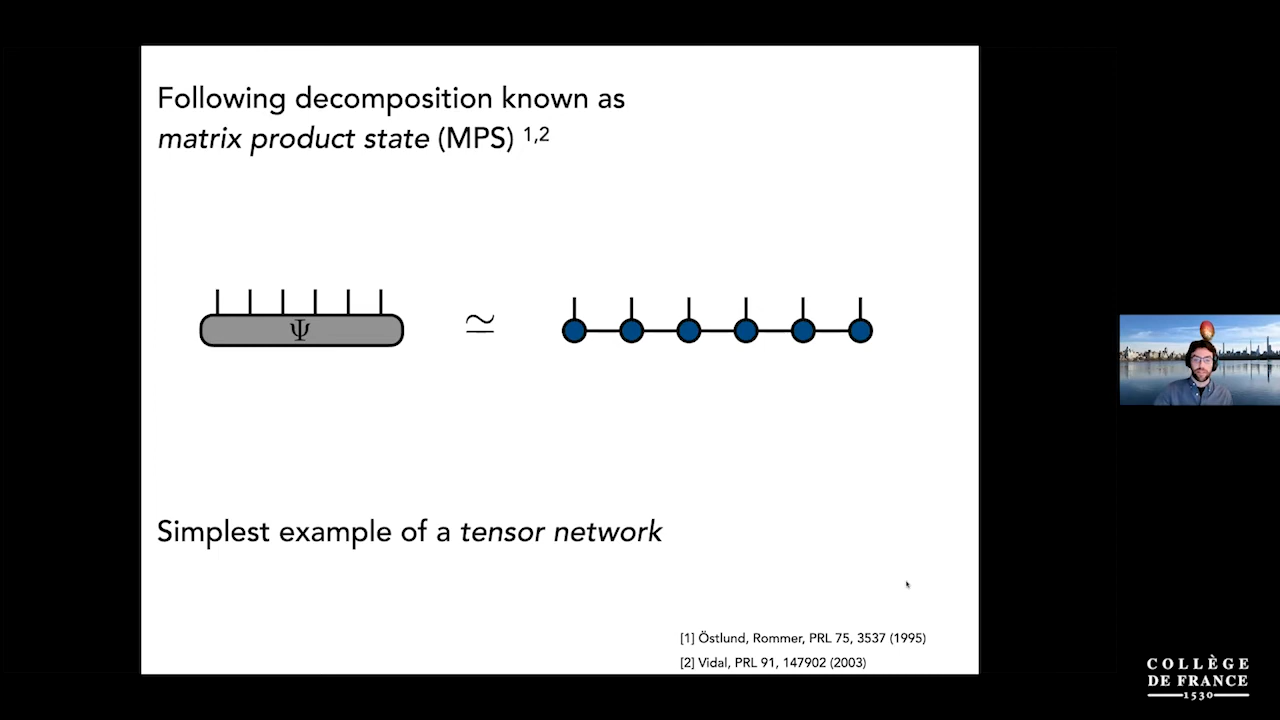 Following decomposition known as
matrix product state (MPS) 1,2
Ψ
≃
Simplest example of a tensor network
[1] Östlund, Rommer, PRL 75, 3537 (1995)
[2] Vidal, PRL 91, 147902 (2003)
COLLÈGE
DE FRANCE
1530